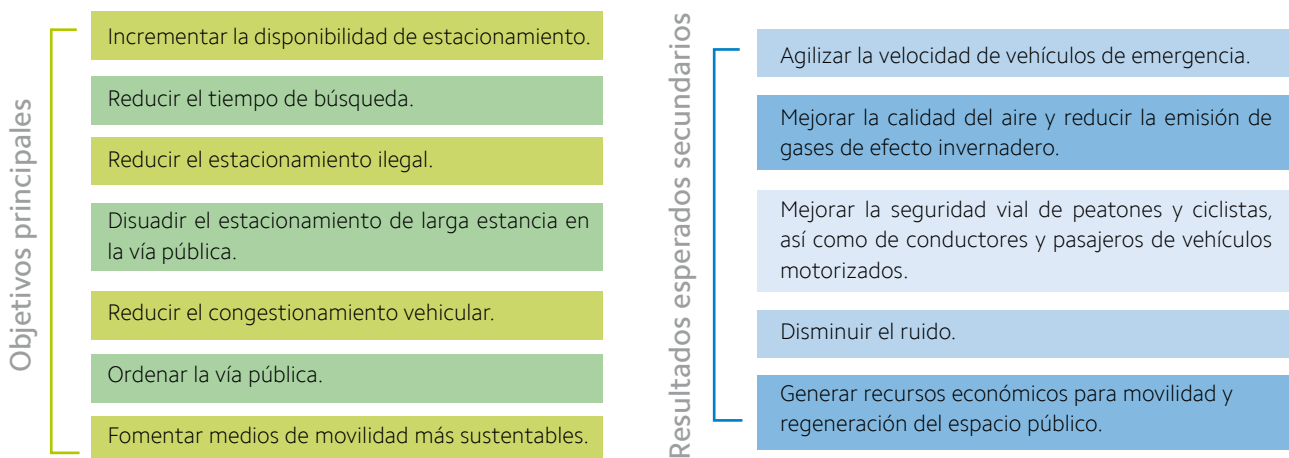 Objetivos principales
Incrementar la disponibilidad de estacionamiento.
Reducir el tiempo de búsqueda.
Reducir el estacionamiento ilegal.
Disuadir el estacionamiento de larga estancia en
la vía pública.
Reducir el congestionamiento vehicular.
Ordenar la vía pública.
Fomentar medios de movilidad más sustentables.
Resultados esperados secundarios
Agilizar la velocidad de vehículos de emergencia.
Mejorar la calidad del aire y reducir la emisión de
gases de efecto invernadero.
Mejorar la seguridad vial de peatones y ciclistas,
así como de conductores y pasajeros de vehículos
motorizados.
Disminuir el ruido.
Generar recursos económicos para movilidad y
regeneración del espacio público.